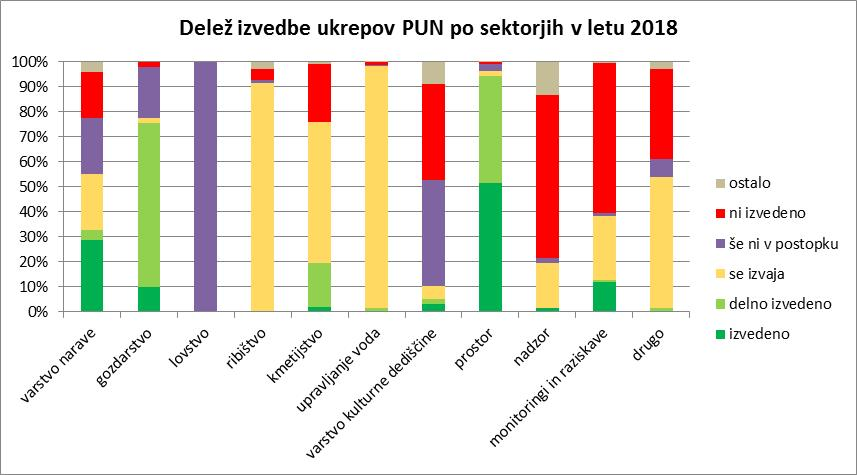 Delež izvedbe ukrepov PUN po sektorjih v letu 2018
100%
90%
80%
70%
60%
50%
40%
30%
20%
10%
0%
varstvo narave
gozdarstvo
lovstvo
ribištvo
kmetijstvo
upravljanje voda
varstvo kulturne dediščine
prostor
nadzor
monitoringi in raziskave
drugo
ostalo
ni izvedeno
še ni v postopku
se izvaja
delno izvedeno
izvedeno